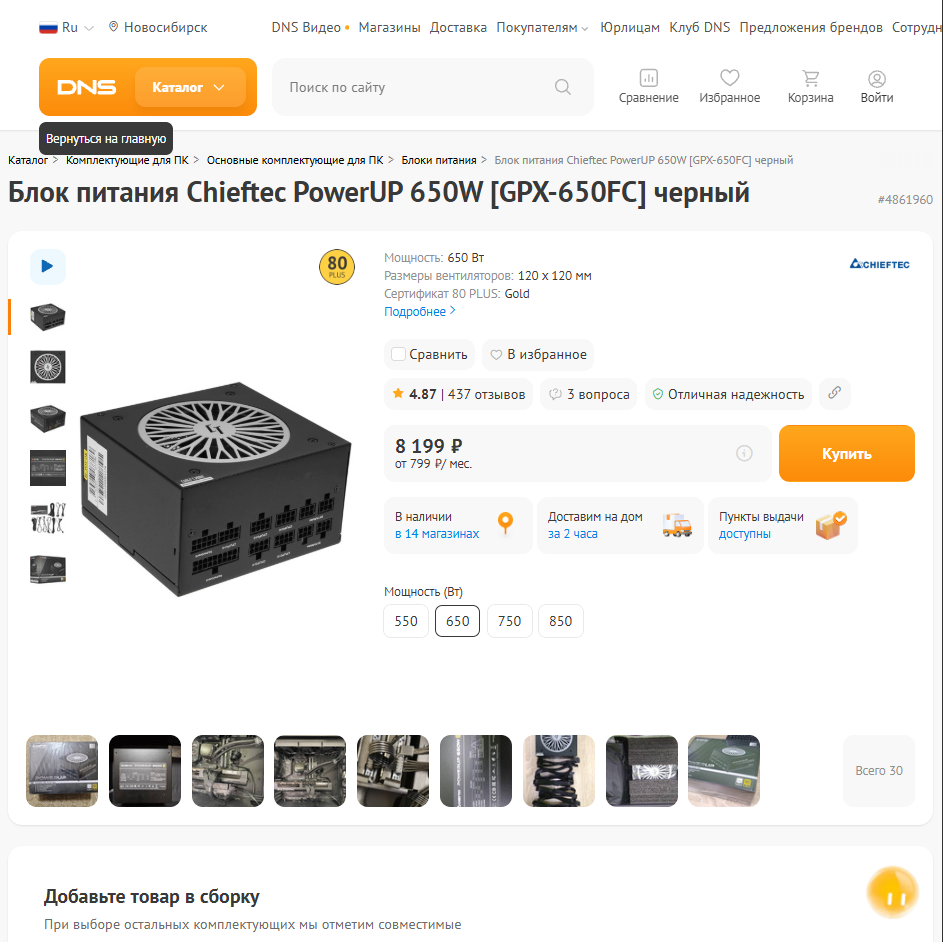 Ru
Новосибирск
DNS Видео
Магазины
Доставка
Покупателям
Юрлицам
Клуб DNS
Предложения брендов
Сотрудн
DNS
Каталог
Поиск по сайту
Сравнение
Избранное
Корзина
Войти
Вернуться на главную
Каталог > Комплектующие для ПК > Основные комплектующие для ПК > Блоки питания > Блок питания Chieftec PowerUP 650W [GPX-650FC] черный
Блок питания Chieftec PowerUP 650W [GPX-650FC] черный
#4861960
80
PLUS
Мощность: 650 Вт
Размеры вентиляторов: 120 x 120 мм
Сертификат 80 PLUS: Gold
Подробнее >
CHIEFTEC
Сравнить
В избранное
4.87 | 437 отзывов
3 вопроса
Отличная надежность
8 199 ₽
от 799 ₽/ мес.
Купить
В наличии
в 14 магазинах
Доставим на дом
за 2 часа
Пункты выдачи
доступны
Мощность (Вт)
550
650
750
850
Всего 30
Добавьте товар в сборку
При выборе остальных комплектующих мы отметим совместимые